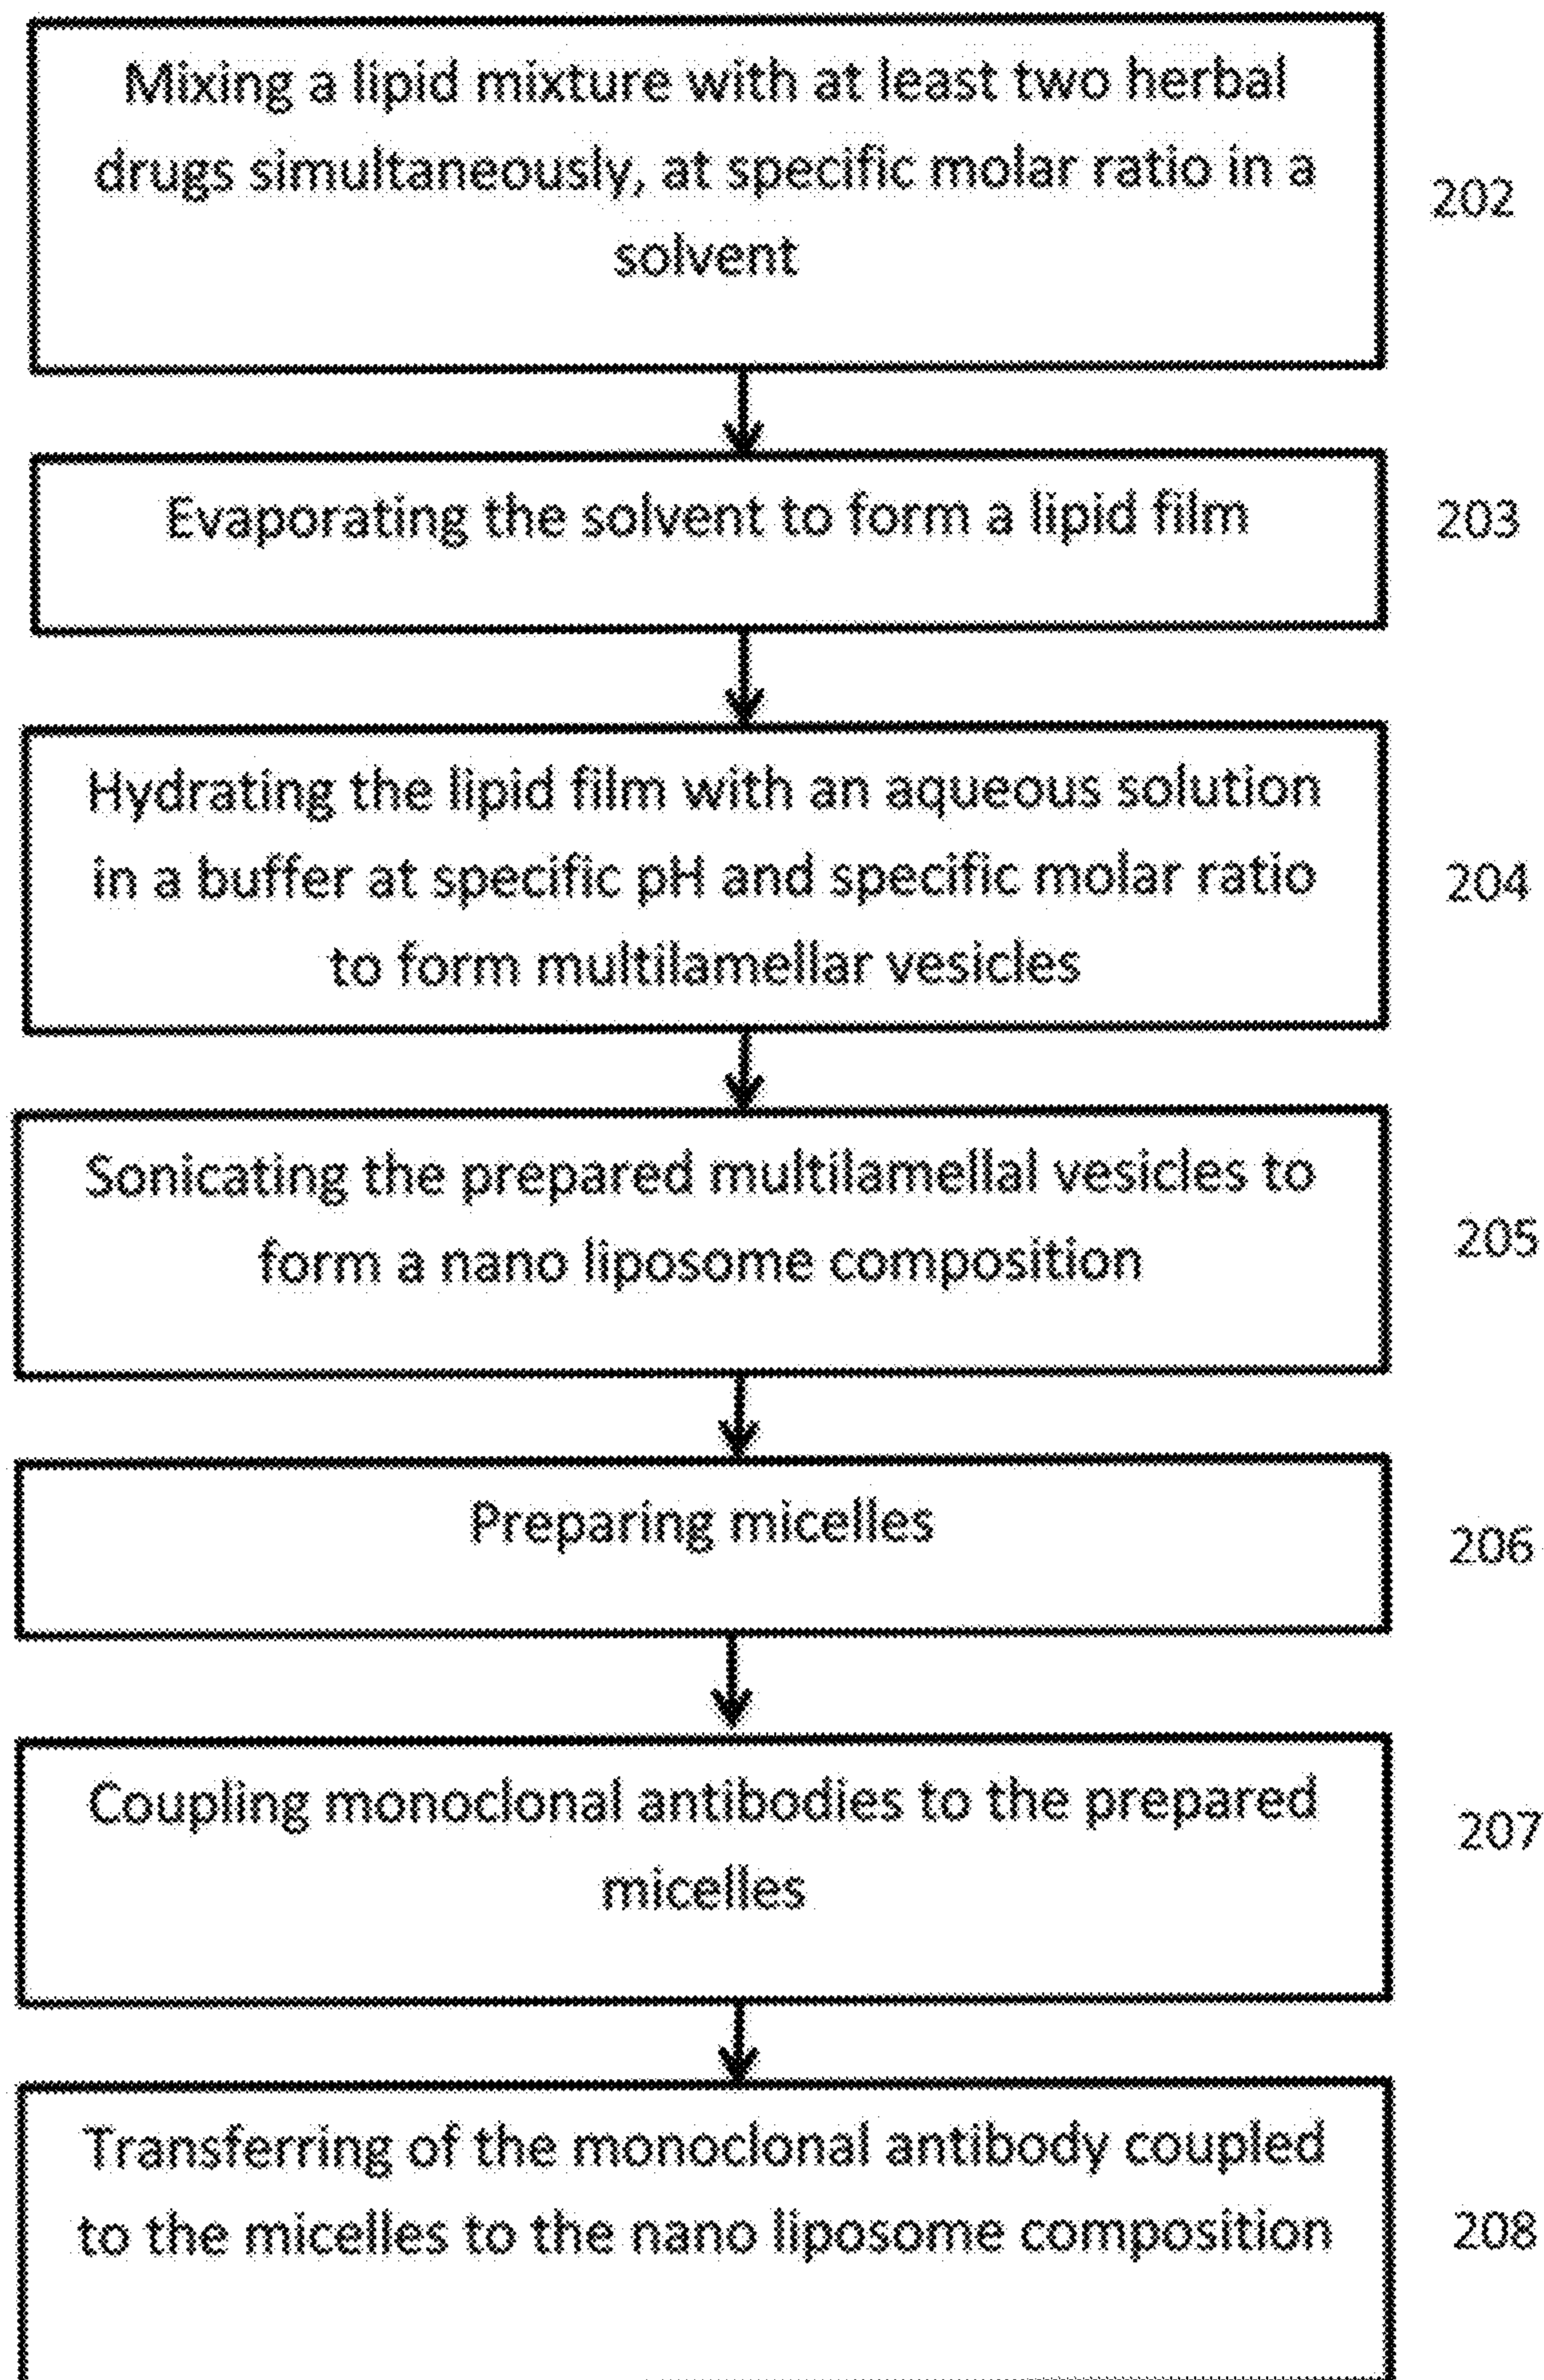 Mixing a lipid mixture with at least two herbal
drugs simultaneously, at specific molar ratio in a
solvent
202
Evaporating the solvent to form a lipid film
203
Hydrating the lipid film with an aqueous solution
in a buffer at specific pH and specific molar ratio
to form multilamellar vesicles
204
Sonicating the prepared multilamellal vesicles to
form a nano liposome composition
205
Preparing micelles
206
Coupling monoclonal antibodies to the prepared
micelles
207
Transferring of the monoclonal antibody coupled
to the micelles to the nano liposome composition
208